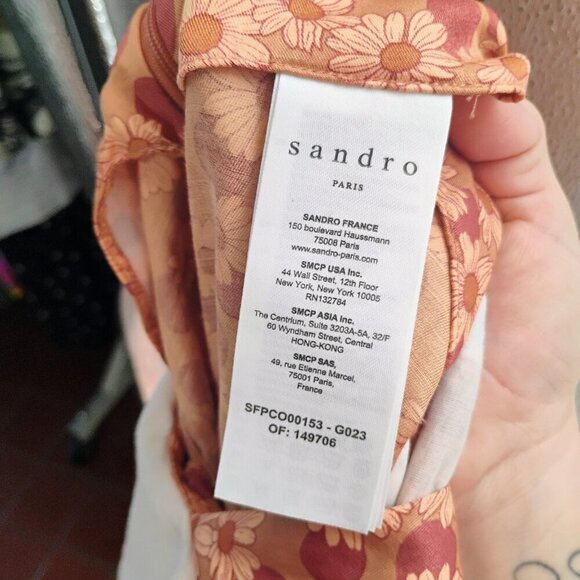 sandro
PARIS
SANDRO FRANCE
150 boulevard Haussmann
75008 Paris
www.sandro-paris.com
SMCP USA Inc.
44 Wall Street, 12th Floor
New York, New York 10005
RN132784
SMCP ASIA Inc.
The Centrium, Suite 3203A-5A, 32/F
60 Wyndham Street, Central
HONG-KONG
SMCP SAS,
49, rue Etienne Marcel,
75001 Paris,
France
SFPCO00153 - G023
OF: 149706